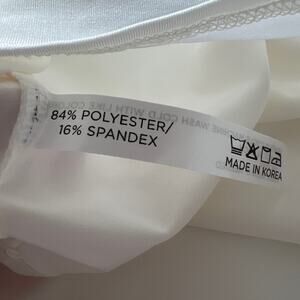 84% POLYESTER/
16% SPANDEX
MADE IN KOREA